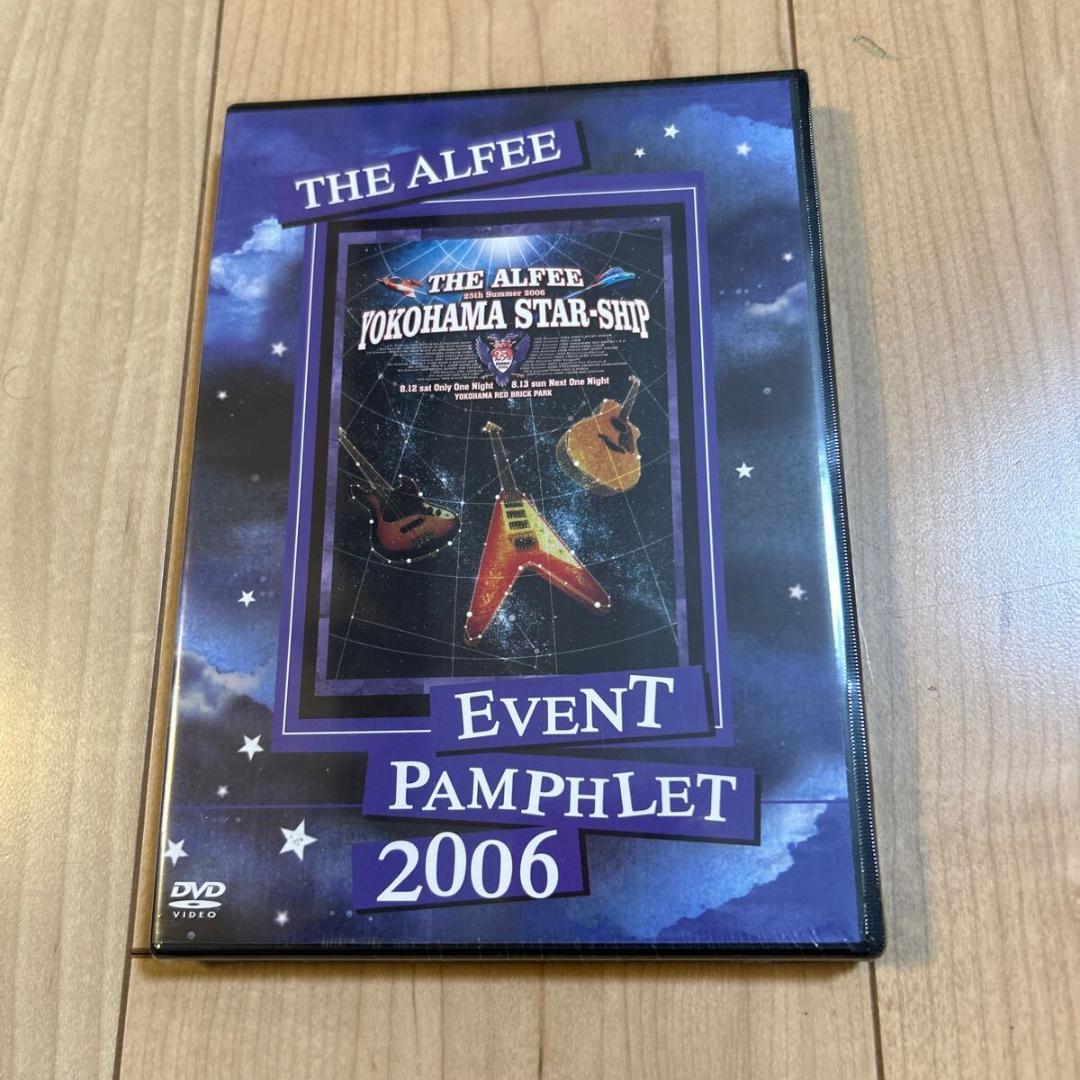 THE ALFEE
THE ALFEE
25th Summer 2006
YOKOHAMA STAR-SHIP
25th
8.12 sat Only One Night 8.13 sun Next One Night
YOKOHAMA RED BRICK PARK
EVENT
PAMPHLET
2006
DVD
VIDEO